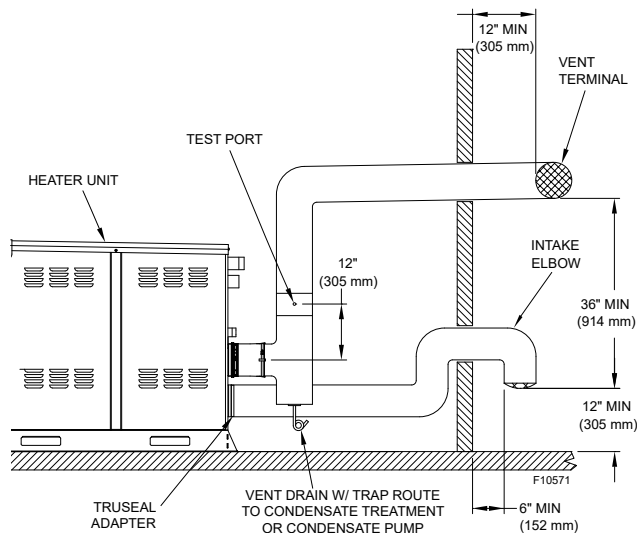 12" MIN
(305 mm)
VENT
TERMINAL
TEST PORT
HEATER UNIT
12"
(305 mm)
INTAKE
ELBOW
36" MIN
(914 mm)
12" MIN
(305 mm)
F10571
TRUSEAL
ADAPTER
VENT DRAIN W/ TRAP ROUTE
TO CONDENSATE TREATMENT
OR CONDENSATE PUMP
6" MIN
(152 mm)